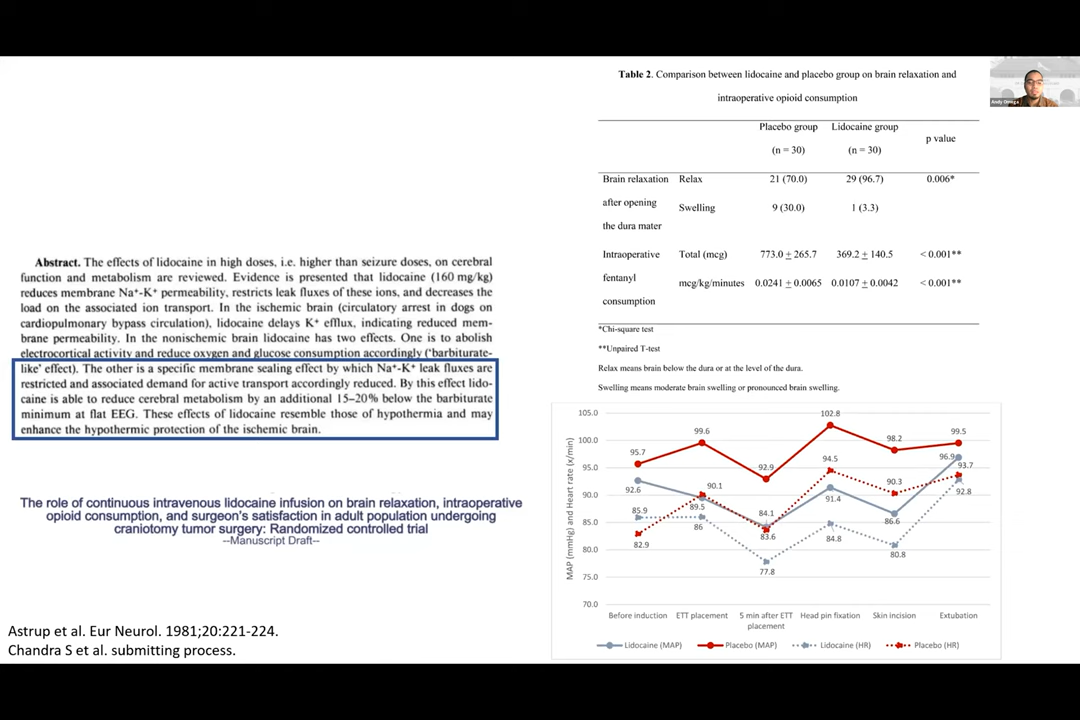 Abstract. The effects of lidocaine in high doses, i.e. higher than seizure doses, on cerebral
function and metabolism are reviewed. Evidence is presented that lidocaine (160 mg/kg)
reduces membrane Na⁺-K⁺ permeability, restricts leak fluxes of these ions, and decreases the
load on the associated ion transport. In the ischemic brain (circulatory arrest in dogs on
cardiopulmonary bypass circulation), lidocaine delays K⁺ efflux, indicating reduced mem-
brane permeability. In the nonischemic brain lidocaine has two effects. One is to abolish
electrocortical activity and reduce oxygen and glucose consumption accordingly ('barbiturate-
like' effect). The other is a specific membrane sealing effect by which Na⁺-K⁺ leak fluxes are
restricted and associated demand for active transport accordingly reduced. By this effect lido-
caine is able to reduce cerebral metabolism by an additional 15–20% below the barbiturate
minimum at flat EEG. These effects of lidocaine resemble those of hypothermia and may
enhance the hypothermic protection of the ischemic brain.
The role of continuous intravenous lidocaine infusion on brain relaxation, intraoperative
opioid consumption, and surgeon's satisfaction in adult population undergoing
craniotomy tumor surgery: Randomized controlled trial
--Manuscript Draft--
Astrup et al. Eur Neurol. 1981;20:221-224.
Chandra S et al. submitting process.
Table 2. Comparison between lidocaine and placebo group on brain relaxation and
intraoperative opioid consumption
Placebo group Lidocaine group
p value
(n = 30) (n = 30)
Brain relaxation Relax 21 (70.0) 29 (96.7) 0.006*
after opening
Swelling 9 (30.0) 1 (3.3)
the dura mater
Intraoperative Total (mcg) 773.0 ± 265.7 369.2 ± 140.5 < 0.001**
fentanyl mcg/kg/minutes 0.0241 ± 0.0065 0.0107 ± 0.0042 < 0.001**
consumption
*Chi-square test
**Unpaired T-test
Relax means brain below the dura or at the level of the dura.
Swelling means moderate brain swelling or pronounced brain swelling.
MAP (mmHg) and Heart rate (x/min)
105.0
100.0
95.0
90.0
85.0
80.0
75.0
70.0
95.7 99.6 92.9 102.8 98.2 99.5
92.6 89.5 84.1 91.4 86.6 96.9
85.9 86 77.8 84.8 80.8 92.8
82.9 90.1 83.6 94.5 90.3 93.7
Before induction ETT placement 5 min after ETT placement Head pin fixation Skin incision Extubation
Lidocaine (MAP) Placebo (MAP) Lidocaine (HR) Placebo (HR)
Andy Omega